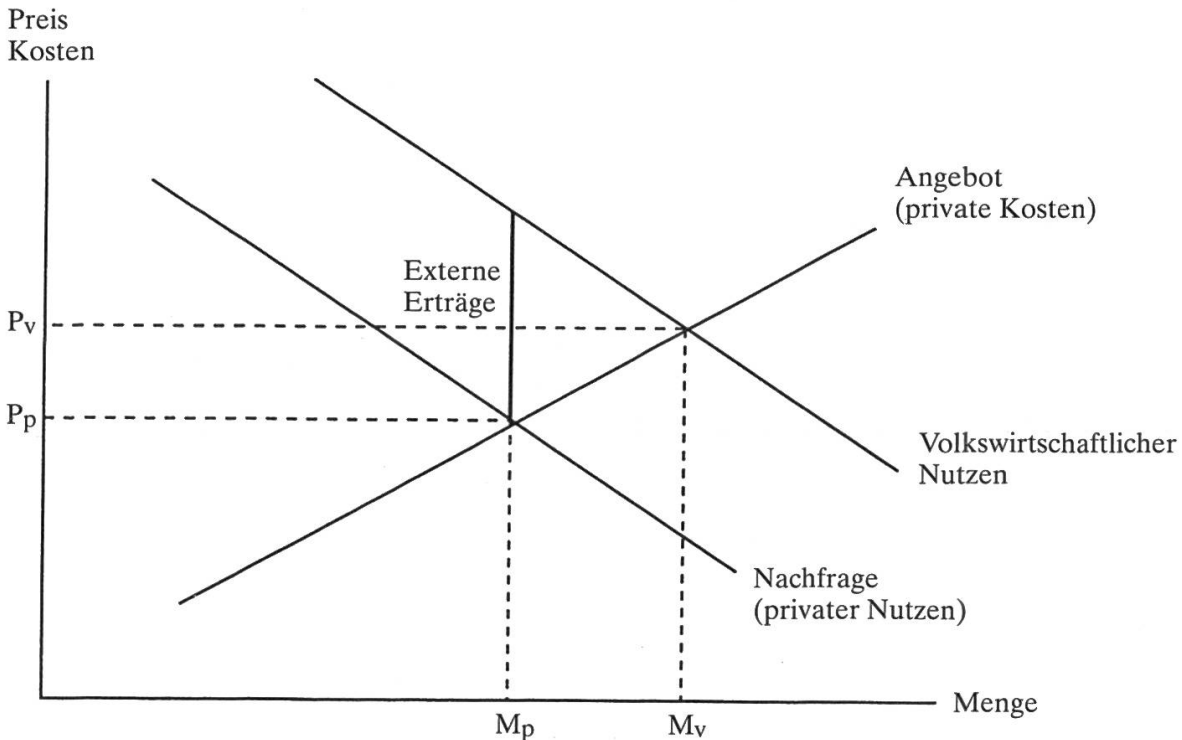 Preis
Kosten
Angebot
(private Kosten)
Externe
Erträge
Pv
Pp
Volkswirtschaftlicher
Nutzen
Nachfrage
(privater Nutzen)
Menge
Mp
Mv